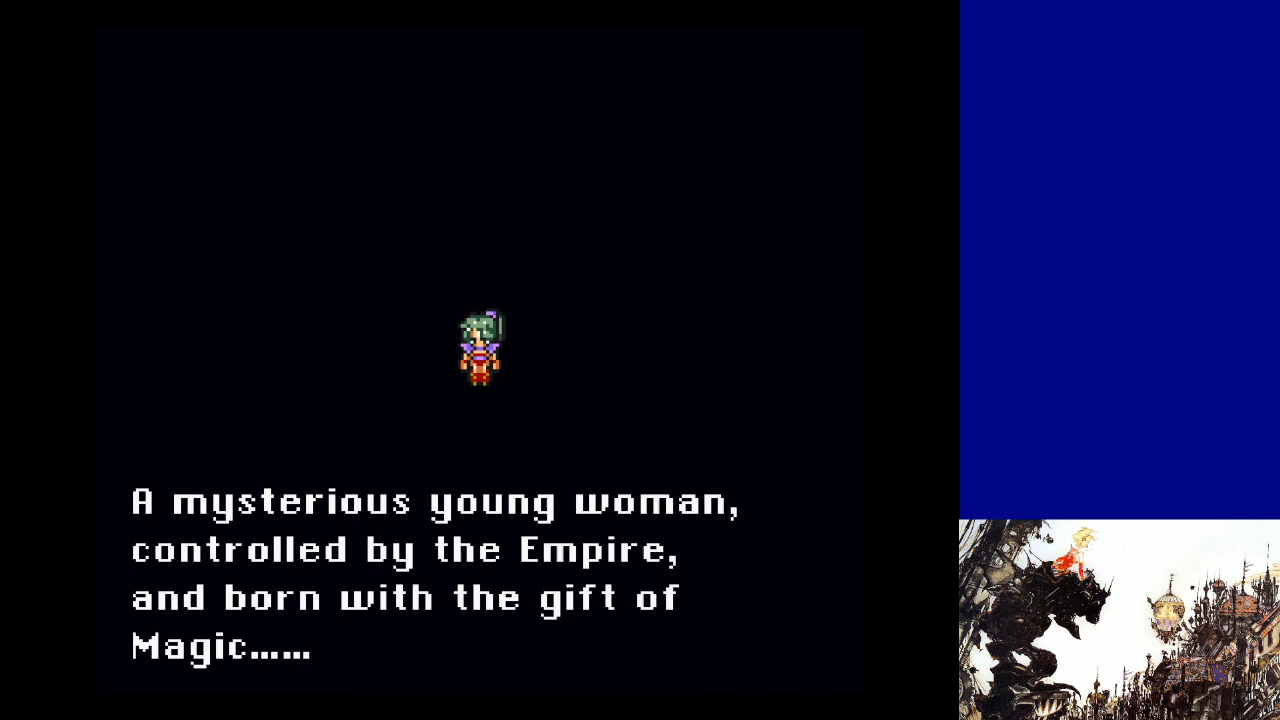 A mysterious young woman,
controlled by the Empire,
and born with the gift of
Magic……